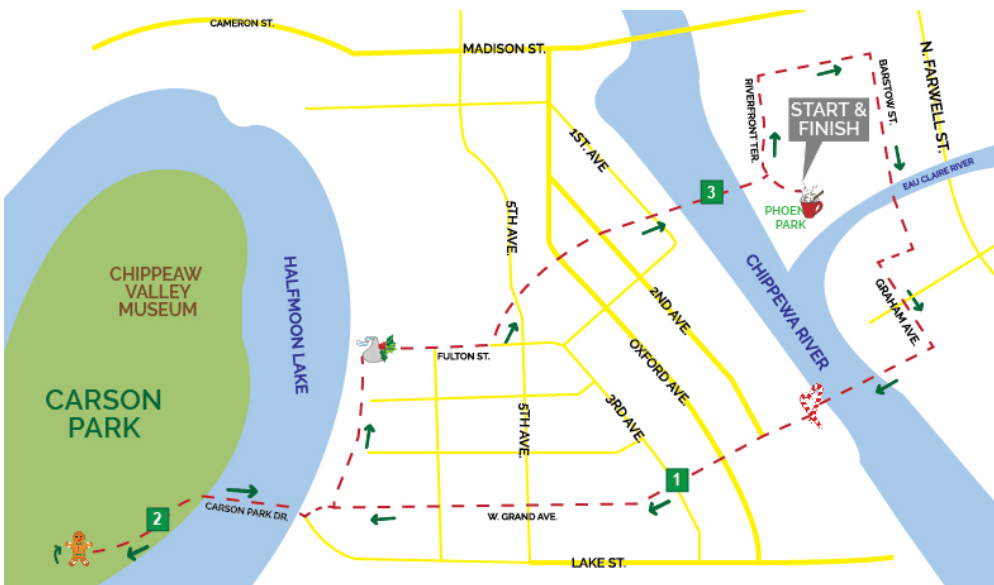 CAMERON ST.
MADISON ST.
N. FARWELL ST.
BARSTOW ST.
RIVERFRONT TER.
START &
FINISH
1ST. AVE
EAU CLAIRE RIVER
3
PHOENI
PARK
5TH AVE.
CHIPPEAW
VALLEY
MUSEUM
HALFMOON LAKE
CHIPPEWA RIVER
2ND AVE.
GRAHAM AVE.
OXFORD AVE.
FULTON ST.
CARSON
PARK
5TH AVE.
3RD AVE.
1
CARSON PARK DR.
2
W. GRAND AVE.
LAKE ST.